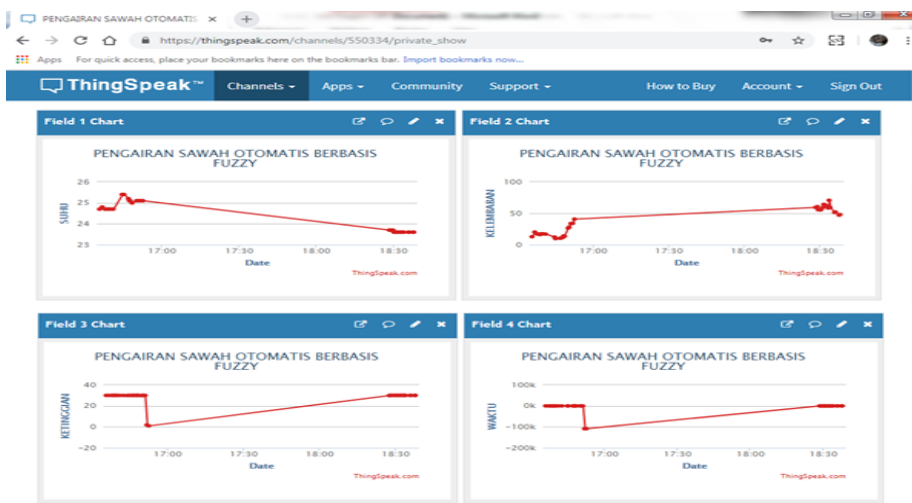 PENGAIRAN SAWAH OTOMATIS
https://thingspeak.com/channels/550334/private_show
Apps For quick access, place your bookmarks here on the bookmarks bar. Import bookmarks now...
ThingSpeak™ Channels Apps Community Support How to Buy Account Sign Out
Field 1 Chart
PENGAIRAN SAWAH OTOMATIS BERBASIS
FUZZY
SUHU
26
25
24
23
17:00 17:30 18:00 18:30
Date
ThingSpeak.com
Field 2 Chart
PENGAIRAN SAWAH OTOMATIS BERBASIS
FUZZY
KELEMBABAN
100
50
0
17:00 17:30 18:00 18:30
Date
ThingSpeak.com
Field 3 Chart
PENGAIRAN SAWAH OTOMATIS BERBASIS
FUZZY
KETINGGIAN
40
20
0
-20
17:00 17:30 18:00 18:30
Date
ThingSpeak.com
Field 4 Chart
PENGAIRAN SAWAH OTOMATIS BERBASIS
FUZZY
WAKTU
100k
0k
-100k
-200k
17:00 17:30 18:00 18:30
Date
ThingSpeak.com